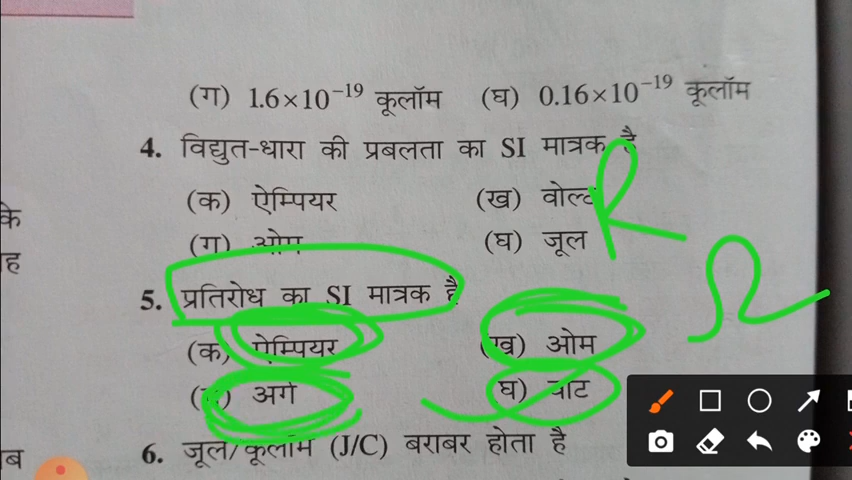 (ग) 1.6×10⁻¹⁹ कूलॉम (घ) 0.16×10⁻¹⁹ कूलॉम
4. विद्युत-धारा की प्रबलता का SI मात्रक है
(क) ऐम्पियर (ख) वोल्ट
के
(ग) ओम (घ) जूल
R
ह
Ω
5. प्रतिरोध का SI मात्रक है
(क) ऐम्पियर (ख) ओम
(ग) अर्ग (घ) वाट
ब
6. जूल/कूलॉम (J/C) बराबर होता है